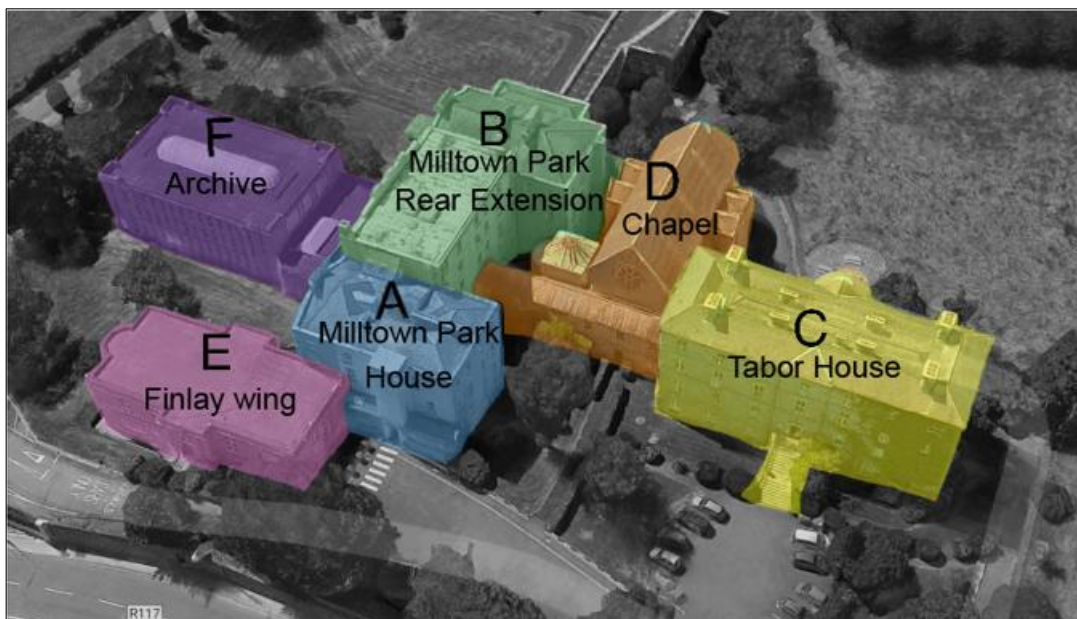 F
Archive
B
Milltown Park
Rear Extension
D
Chapel
A
Milltown Park
House
E
Finlay wing
C
Tabor House
R117